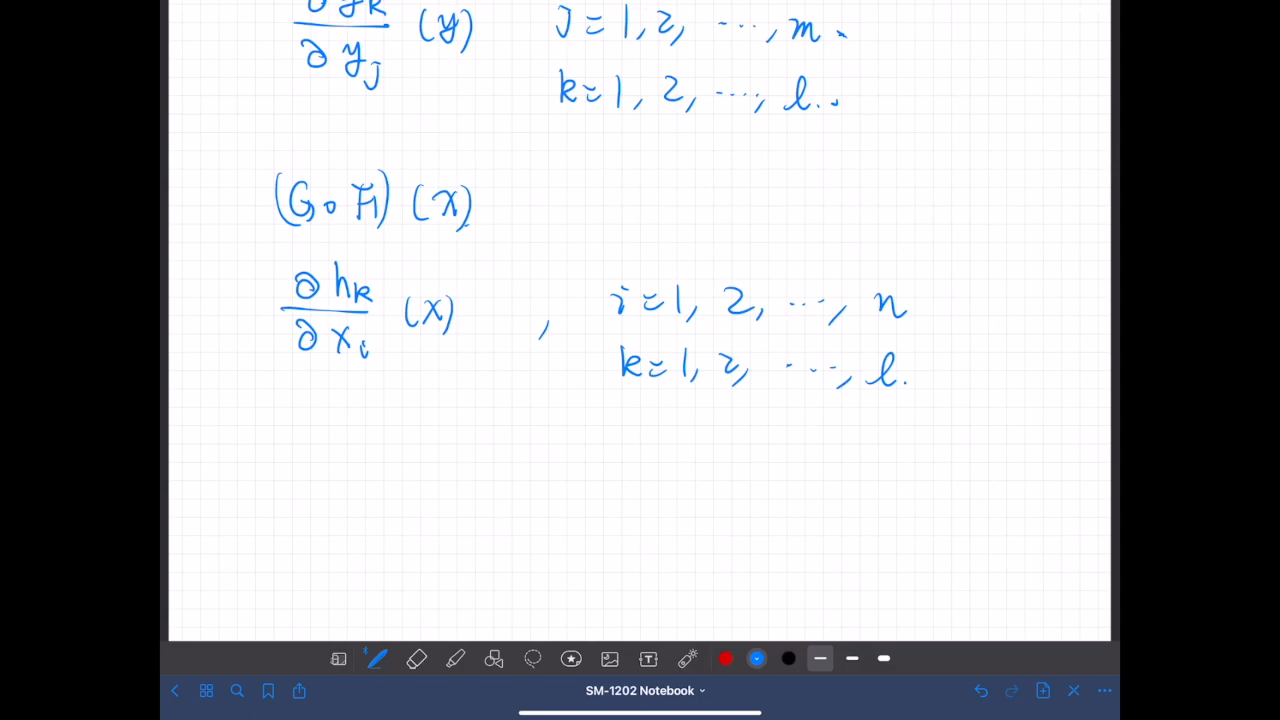 ∂g_k/∂y_j (y)   j = 1, 2, ⋯, m.
k = 1, 2, ⋯, l.
(G∘F)(x)
∂h_k/∂x_i (x) ,   i = 1, 2, ⋯, n
k = 1, 2, ⋯, l.
SM-1202 Notebook